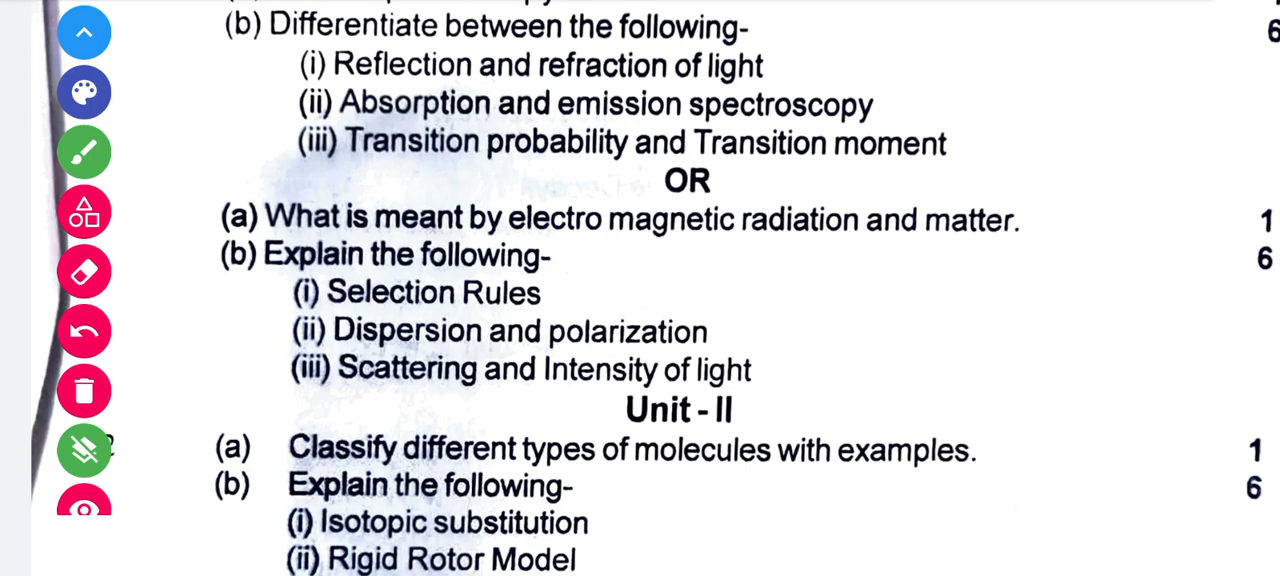 (b) Differentiate between the following- 6
(i) Reflection and refraction of light
(ii) Absorption and emission spectroscopy
(iii) Transition probability and Transition moment
OR
(a) What is meant by electro magnetic radiation and matter. 1
(b) Explain the following- 6
(i) Selection Rules
(ii) Dispersion and polarization
(iii) Scattering and Intensity of light
Unit - II
(a) Classify different types of molecules with examples. 1
(b) Explain the following- 6
(i) Isotopic substitution
(ii) Rigid Rotor Model